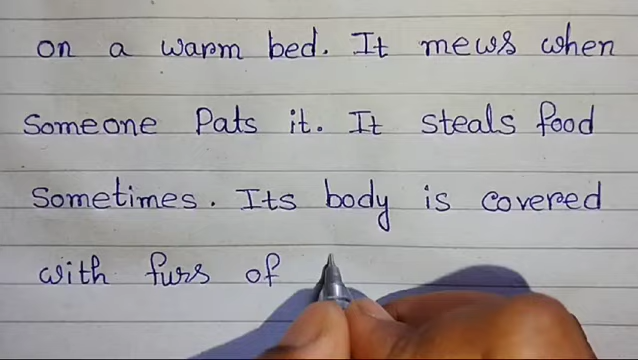 on a warm bed. It mews when
someone Pats it. It steals food
sometimes. Its body is covered
with furs of